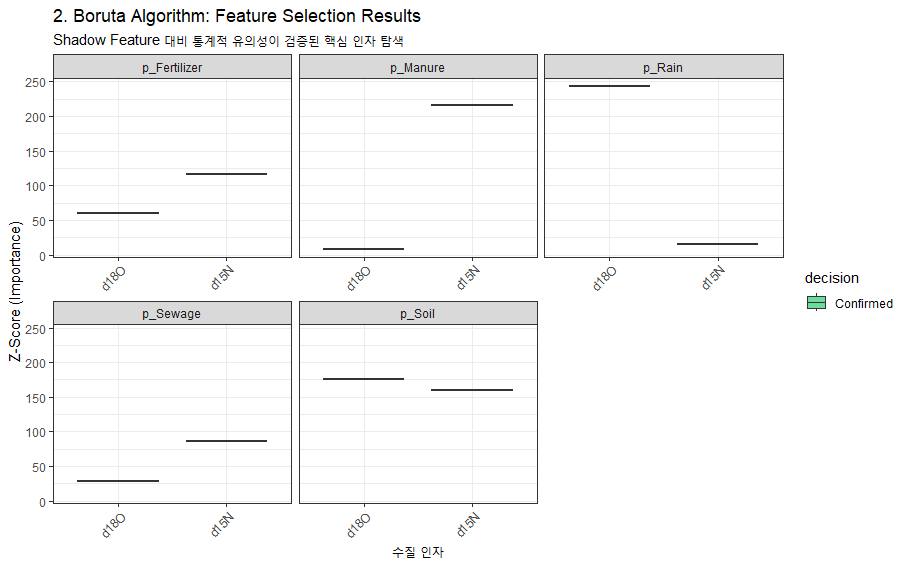 2. Boruta Algorithm: Feature Selection Results
Shadow Feature 대비 통계적 유의성이 검증된 핵심 인자 탐색
p_Fertilizer
p_Manure
p_Rain
250
200
150
100
50
0
d18O
d15N
d18O
d15N
d18O
d15N
Z-Score (Importance)
p_Sewage
p_Soil
250
200
150
100
50
0
d18O
d15N
d18O
d15N
수질 인자
decision
Confirmed